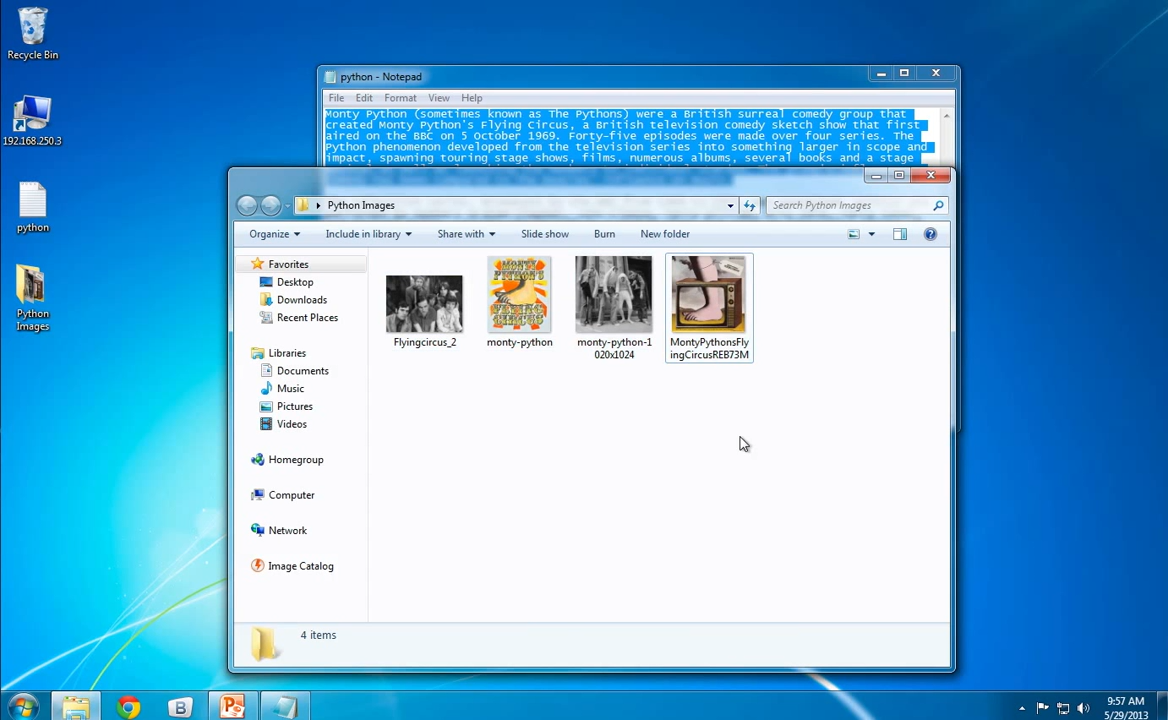 Recycle Bin
192.168.250.3
python
Python
Images
python - Notepad
File Edit Format View Help
Monty Python (sometimes known as The Pythons) were a British surreal comedy group that
created Monty Python's Flying Circus, a British television comedy sketch show that first
aired on the BBC on 5 October 1969. Forty-five episodes were made over four series. The
Python phenomenon developed from the television series into something larger in scope and
impact, spawning touring stage shows, films, numerous albums, several books and a stage
Python Images
Search Python Images
Organize Include in library Share with Slide show Burn New folder
Favorites
Desktop
Downloads
Recent Places
Libraries
Documents
Music
Pictures
Videos
Homegroup
Computer
Network
Image Catalog
MONTY
PYTHON'S
FLYING
CIRCUS
Flyingcircus_2
monty-python
monty-python-1
020x1024
MontyPythonsFly
ingCircusREB73M
4 items
9:57 AM
5/29/2013